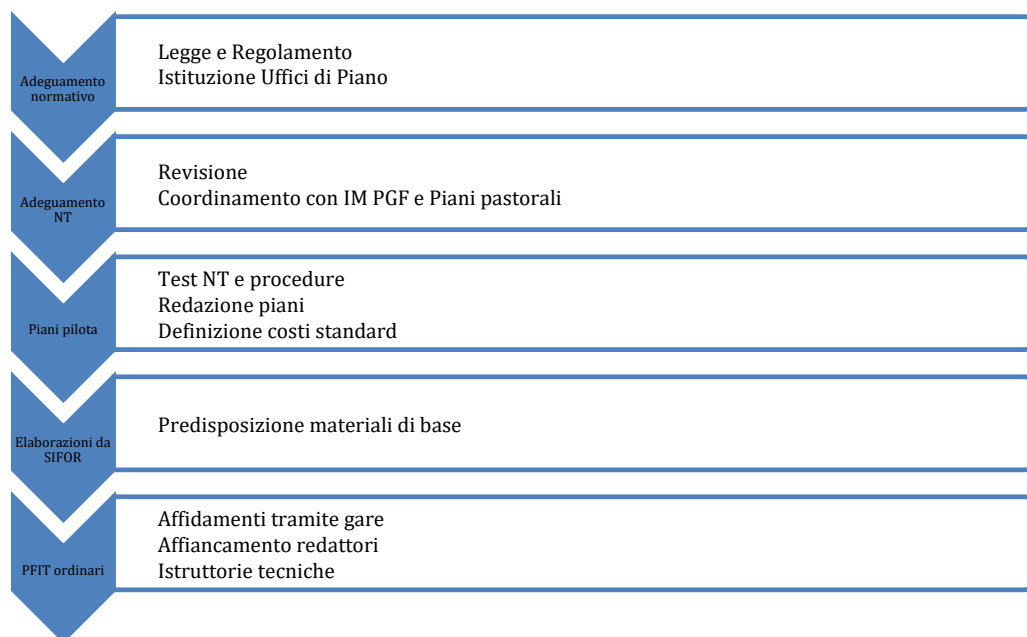 Adeguamento
normativo
Legge e Regolamento
Istituzione Uffici di Piano
Adeguamento
NT
Revisione
Coordinamento con IM PGF e Piani pastorali
Piani pilota
Test NT e procedure
Redazione piani
Definizione costi standard
Elaborazioni da
SIFOR
Predisposizione materiali di base
PFIT ordinari
Affidamenti tramite gare
Affiancamento redattori
Istruttorie tecniche